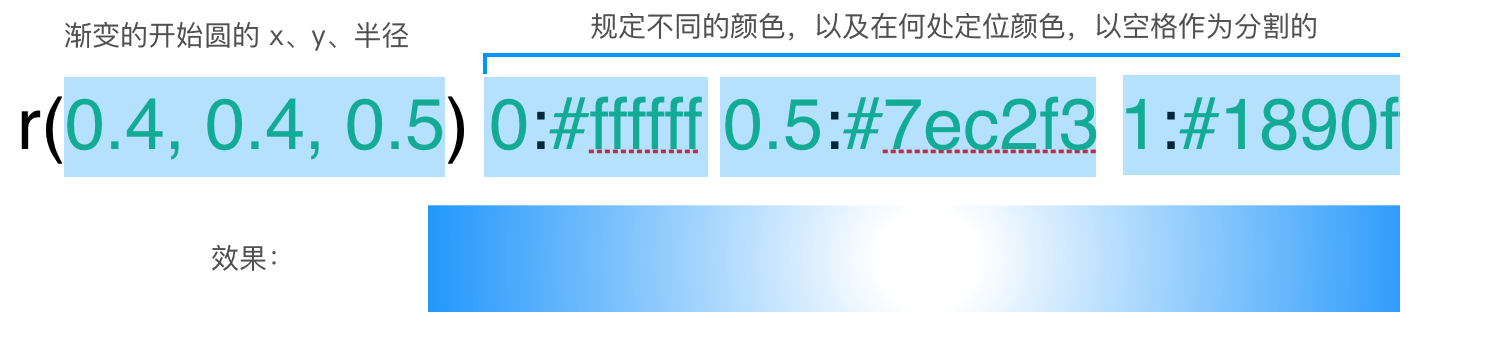 渐变的开始圆的 x、y、半径
规定不同的颜色，以及在何处定位颜色，以空格作为分割的
r(0.4, 0.4, 0.5) 0:#ffffff 0.5:#7ec2f3 1:#1890f
效果：